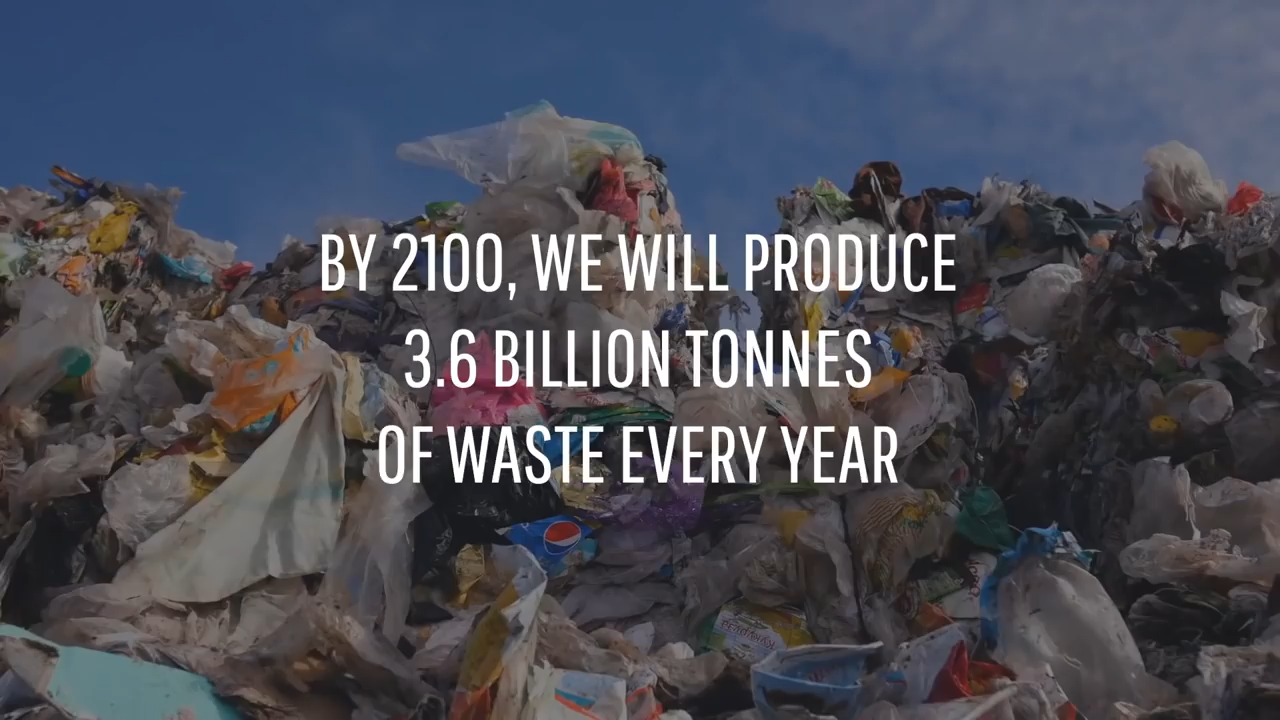 BY 2100, WE WILL PRODUCE
3.6 BILLION TONNES
OF WASTE EVERY YEAR